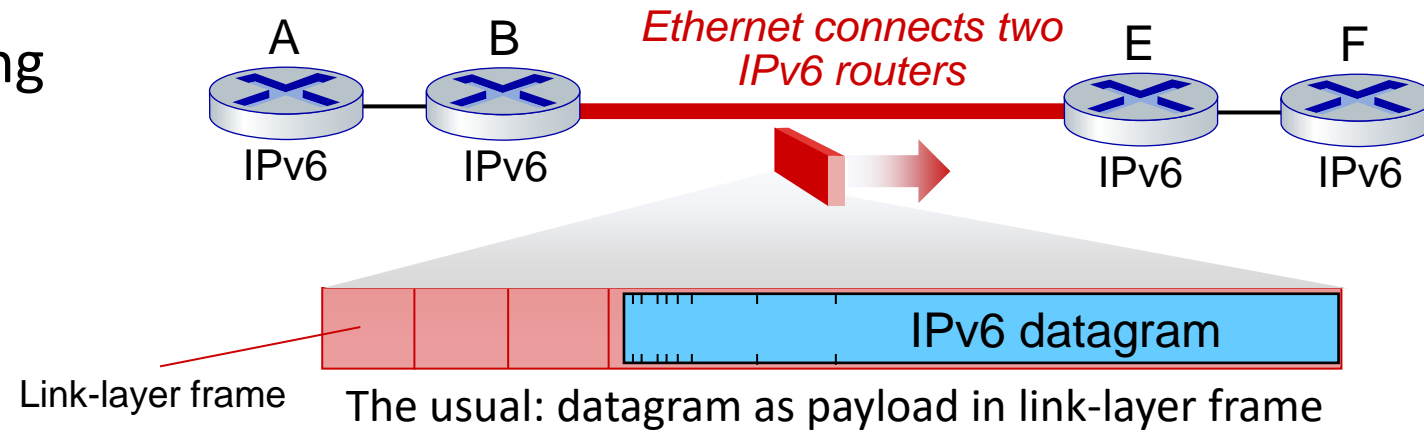 ng
A
B
Ethernet connects two
IPv6 routers
E
F
IPv6
IPv6
IPv6
IPv6
IPv6 datagram
Link-layer frame
The usual: datagram as payload in link-layer frame